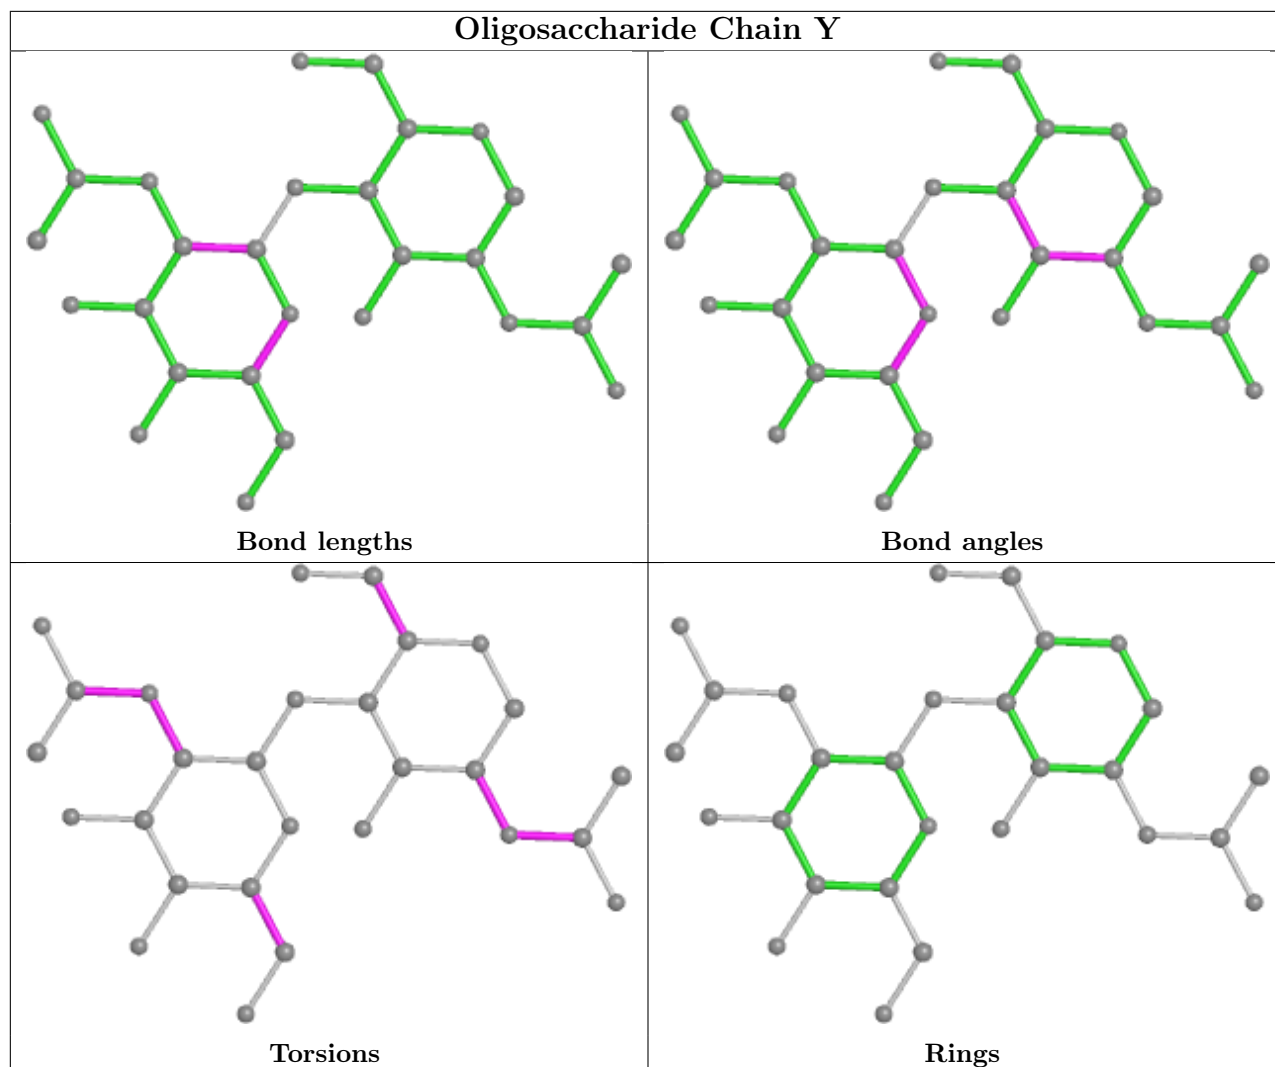 Oligosaccharide Chain Y
Bond lengths
Bond angles
Torsions
Rings